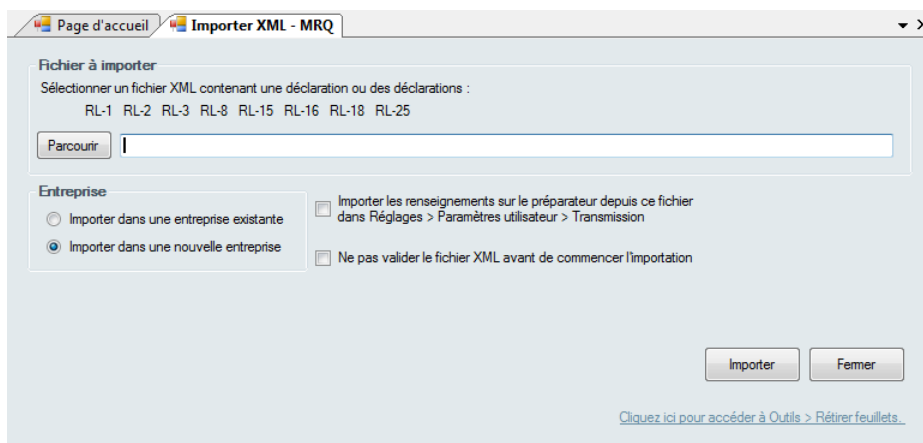 Page d'accueil Importer XML - MRQ
Fichier à importer
Sélectionner un fichier XML contenant une déclaration ou des déclarations :
RL-1 RL-2 RL-3 RL-8 RL-15 RL-16 RL-18 RL-25
Parcourir
Entreprise
Importer dans une entreprise existante
Importer dans une nouvelle entreprise
Importer les renseignements sur le préparateur depuis ce fichier
dans Réglages > Paramètres utilisateur > Transmission
Ne pas valider le fichier XML avant de commencer l'importation
Importer Fermer
Cliquez ici pour accéder à Outils > Rétirer feuillets.